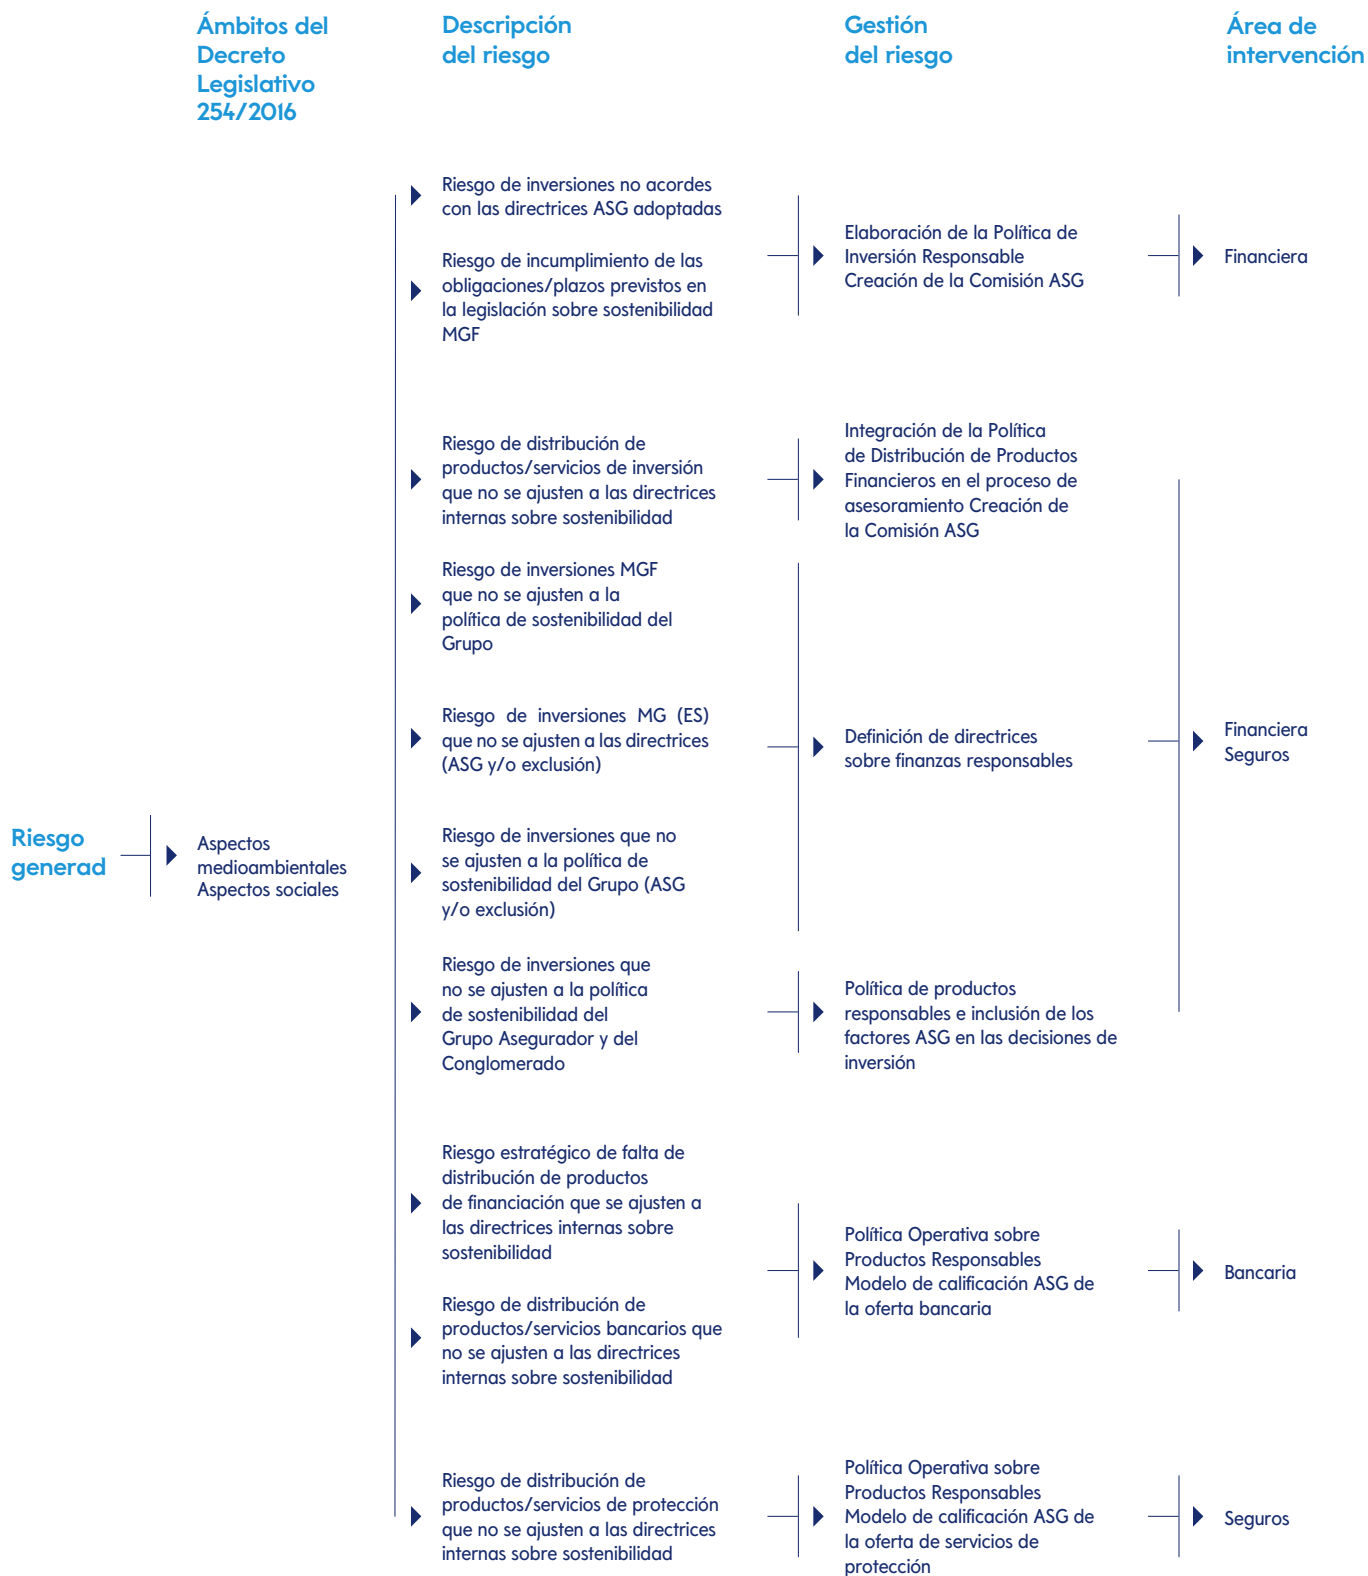 Ámbitos del
Decreto
Legislativo
254/2016
Descripción
del riesgo
Gestión
del riesgo
Área de
intervención
Riesgo
generad
Aspectos
medioambientales
Aspectos sociales
Riesgo de inversiones no acordes
con las directrices ASG adoptadas
Riesgo de incumplimiento de las
obligaciones/plazos previstos en
la legislación sobre sostenibilidad
MGF
Elaboración de la Política de
Inversión Responsable
Creación de la Comisión ASG
Financiera
Riesgo de distribución de
productos/servicios de inversión
que no se ajusten a las directrices
internas sobre sostenibilidad
Integración de la Política
de Distribución de Productos
Financieros en el proceso de
asesoramiento Creación de
la Comisión ASG
Riesgo de inversiones MGF
que no se ajusten a la
política de sostenibilidad del
Grupo
Riesgo de inversiones MG (ES)
que no se ajusten a las directrices
(ASG y/o exclusión)
Riesgo de inversiones que no
se ajusten a la política de
sostenibilidad del Grupo (ASG
y/o exclusión)
Definición de directrices
sobre finanzas responsables
Financiera
Seguros
Riesgo de inversiones que
no se ajusten a la política
de sostenibilidad del
Grupo Asegurador y del
Conglomerado
Política de productos
responsables e inclusión de los
factores ASG en las decisiones de
inversión
Riesgo estratégico de falta de
distribución de productos
de financiación que se ajusten a
las directrices internas sobre
sostenibilidad
Riesgo de distribución de
productos/servicios bancarios que
no se ajusten a las directrices
internas sobre sostenibilidad
Política Operativa sobre
Productos Responsables
Modelo de calificación ASG de
la oferta bancaria
Bancaria
Riesgo de distribución de
productos/servicios de protección
que no se ajusten a las directrices
internas sobre sostenibilidad
Política Operativa sobre
Productos Responsables
Modelo de calificación ASG de
la oferta de servicios de
protección
Seguros